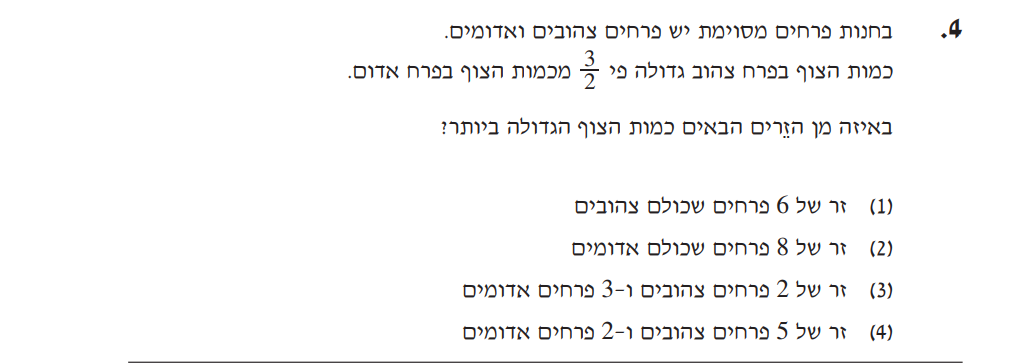 4. בחנות פרחים מסוימת יש פרחים צהובים ואדומים.
כמות הצוף בפרח צהוב גדולה פי 3/2 מכמות הצוף בפרח אדום.
באיזה מן הזֵרים הבאים כמות הצוף הגדולה ביותר?
(1) זר של 6 פרחים שכולם צהובים
(2) זר של 8 פרחים שכולם אדומים
(3) זר של 2 פרחים צהובים ו-3 פרחים אדומים
(4) זר של 5 פרחים צהובים ו-2 פרחים אדומים